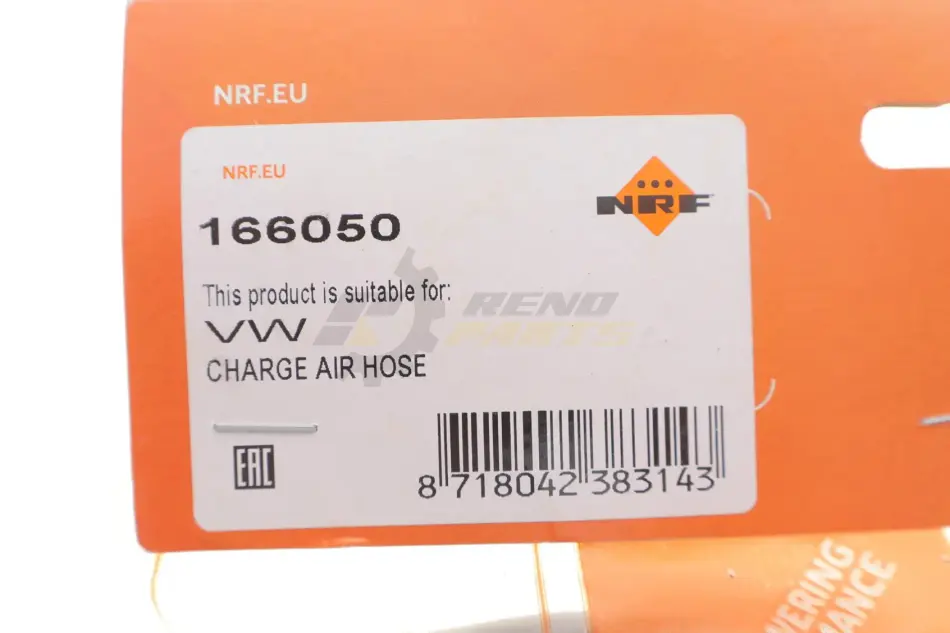 NRF.EU
NRF.EU
NRF
166050
This product is suitable for:
VW
CHARGE AIR HOSE
RENO
PARTS
EAC
8 718042 383143